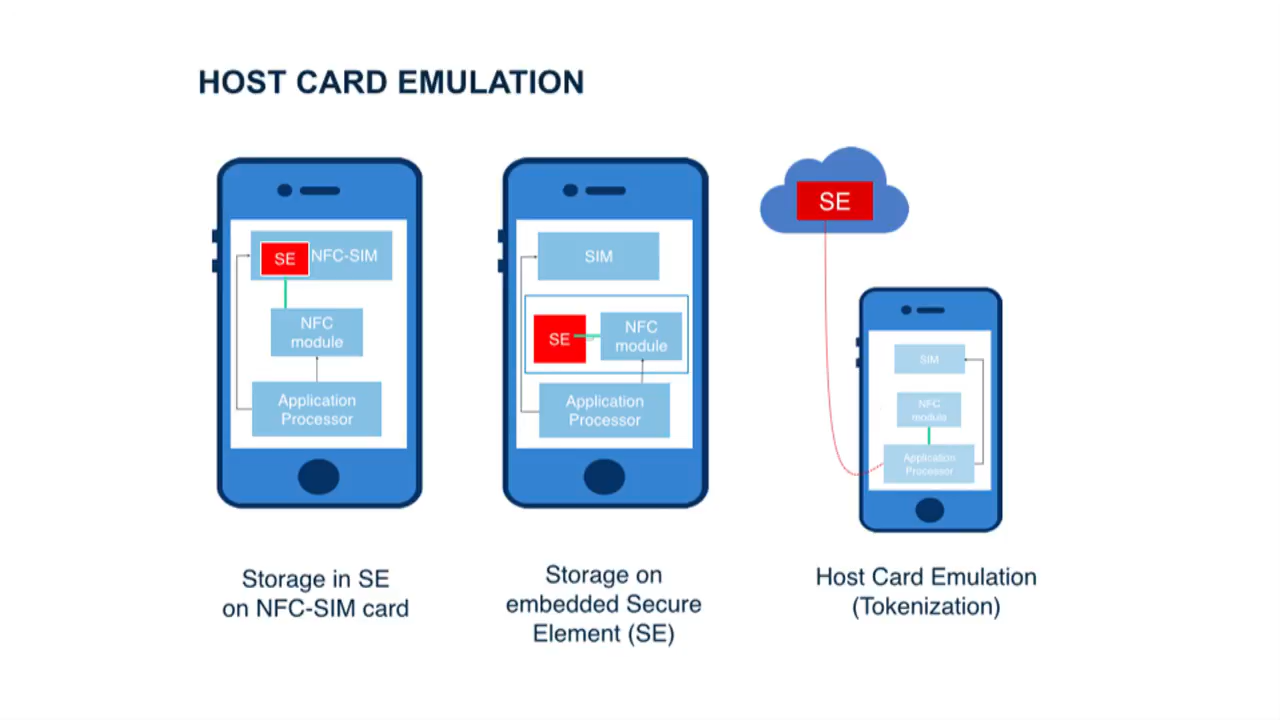 HOST CARD EMULATION
SE
NFC-SIM
NFC
module
Application
Processor
Storage in SE
on NFC-SIM card
SIM
SE
NFC
module
Application
Processor
Storage on
embedded Secure
Element (SE)
SE
SIM
NFC
module
Application
Processor
Host Card Emulation
(Tokenization)